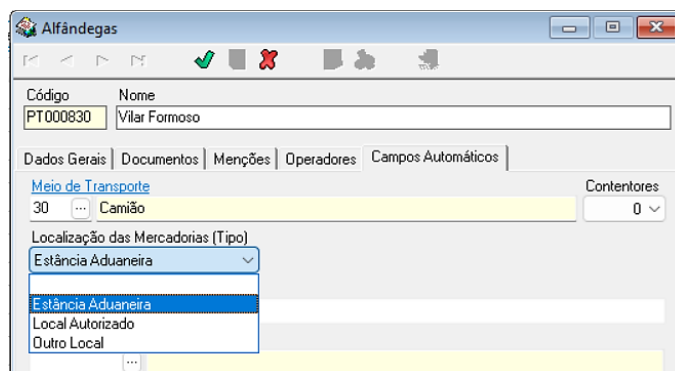 Alfândegas
Código Nome
PT000830 Vilar Formoso
Dados Gerais Documentos Menções Operadores Campos Automáticos
Meio de Transporte Contentores
30 ... Camião 0
Localização das Mercadorias (Tipo)
Estância Aduaneira
Estância Aduaneira
Local Autorizado
Outro Local
...